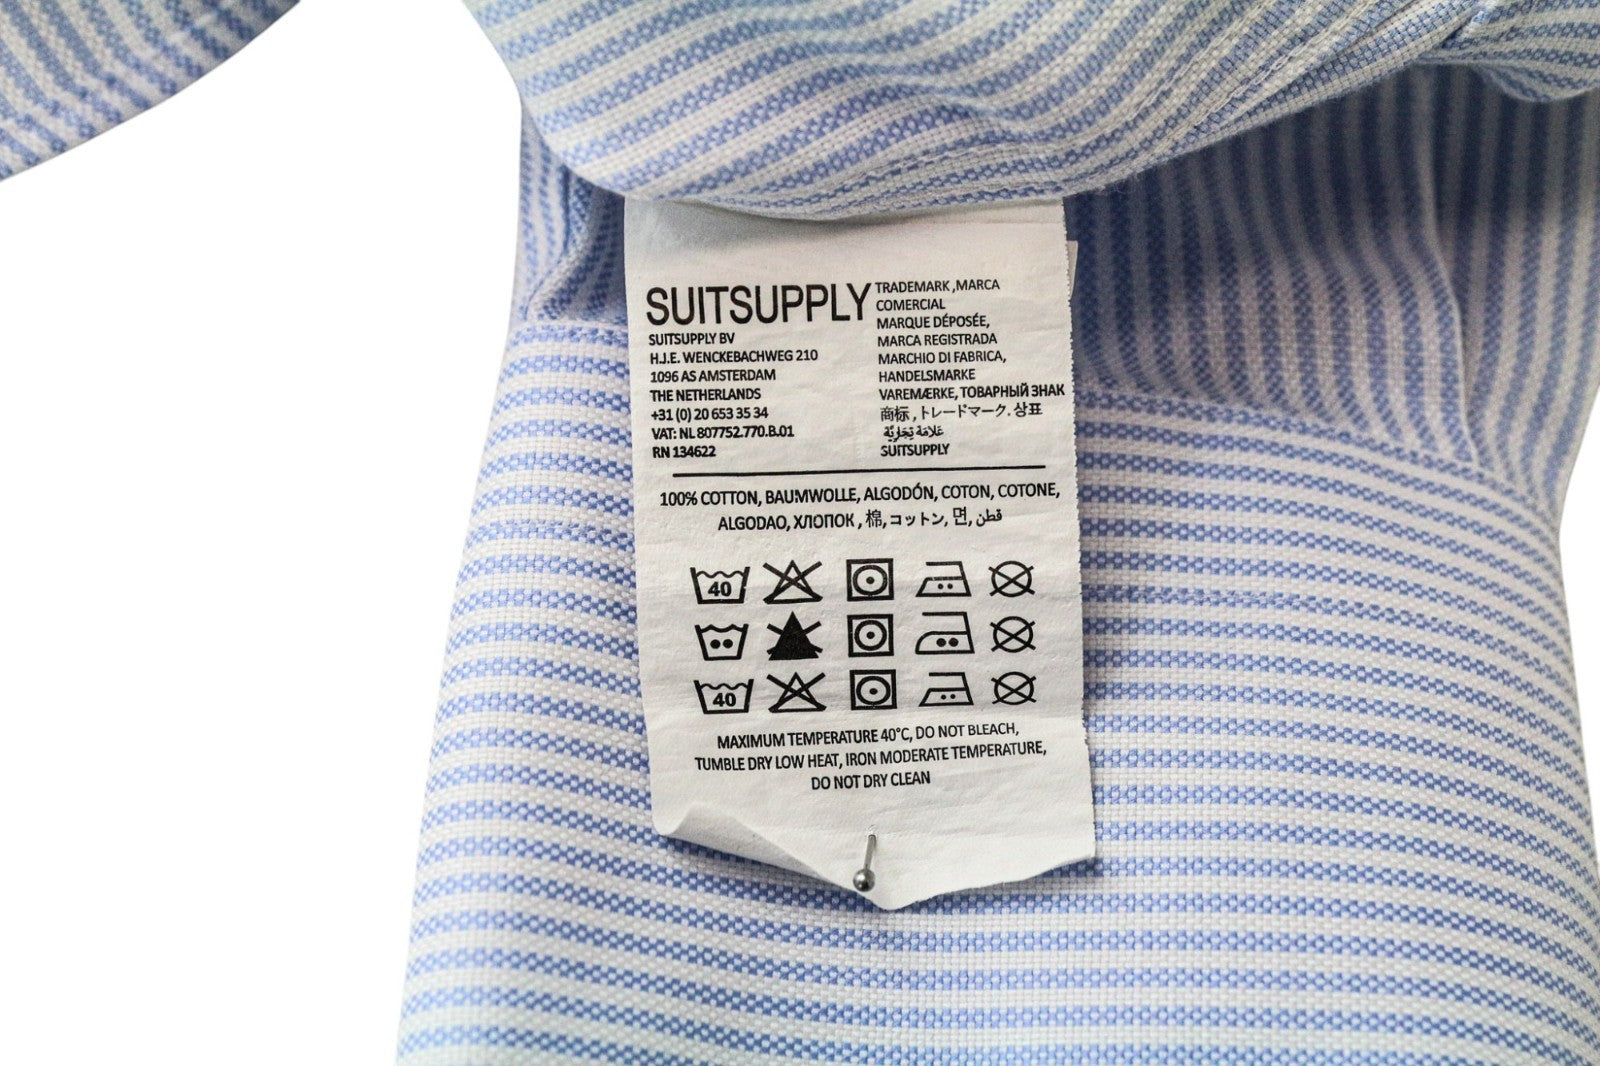 SUITSUPPLY
SUITSUPPLY BV
H.J.E. WENCKEBACHWEG 210
1096 AS AMSTERDAM
THE NETHERLANDS
+31 (0) 20 653 35 34
VAT: NL 807752.770.B.01
RN 134622
TRADEMARK ,MARCA
COMERCIAL
MARQUE DÉPOSÉE,
MARCA REGISTRADA
MARCHIO DI FABRICA,
HANDELSMARKE
VAREMÆRKE, ТОВАРНЫЙ ЗНАК
商标 , トレードマーク. 상표
عَلامَة تِجَارِيَّة
SUITSUPPLY
100% COTTON, BAUMWOLLE, ALGODÓN, COTON, COTONE,
ALGODAO, ХЛОПОК , 棉, コットン, 면, قطن
40
40
MAXIMUM TEMPERATURE 40°C, DO NOT BLEACH,
TUMBLE DRY LOW HEAT, IRON MODERATE TEMPERATURE,
DO NOT DRY CLEAN